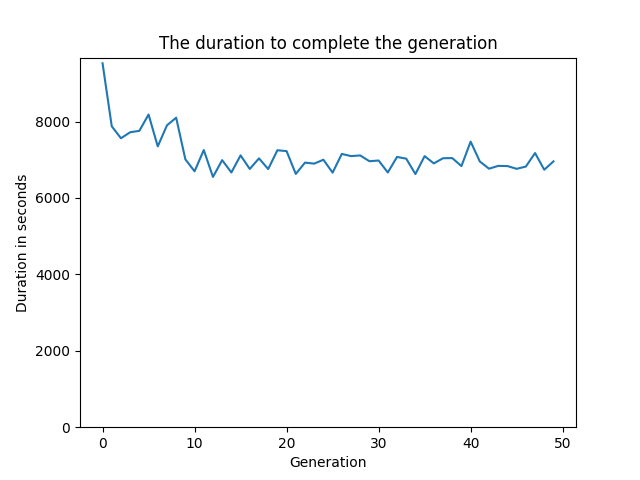 The duration to complete the generation
8000
6000
4000
2000
0
Duration in seconds
0 10 20 30 40 50
Generation